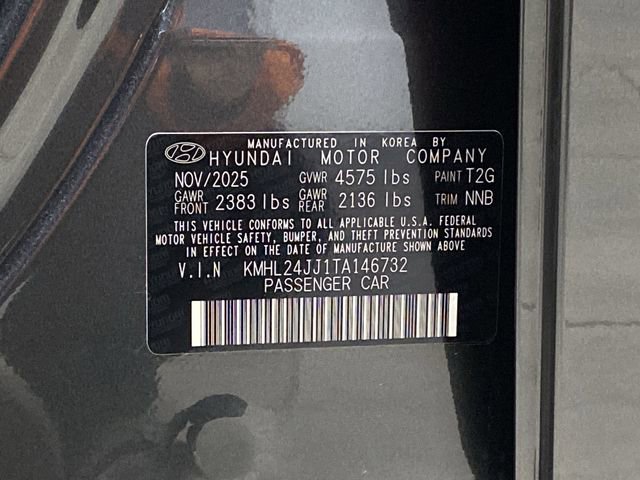 MANUFACTURED IN KOREA BY
HYUNDAI MOTOR COMPANY
NOV/2025 GVWR 4575 lbs PAINT T2G
GAWR FRONT 2383 lbs GAWR REAR 2136 lbs TRIM NNB
THIS VEHICLE CONFORMS TO ALL APPLICABLE U.S.A. FEDERAL
MOTOR VEHICLE SAFETY, BUMPER, AND THEFT PREVENTION STANDARDS
IN EFFECT ON THE DATE OF MANUFACTURE SHOWN ABOVE
V.I.N KMHL24JJ1TA146732
PASSENGER CAR